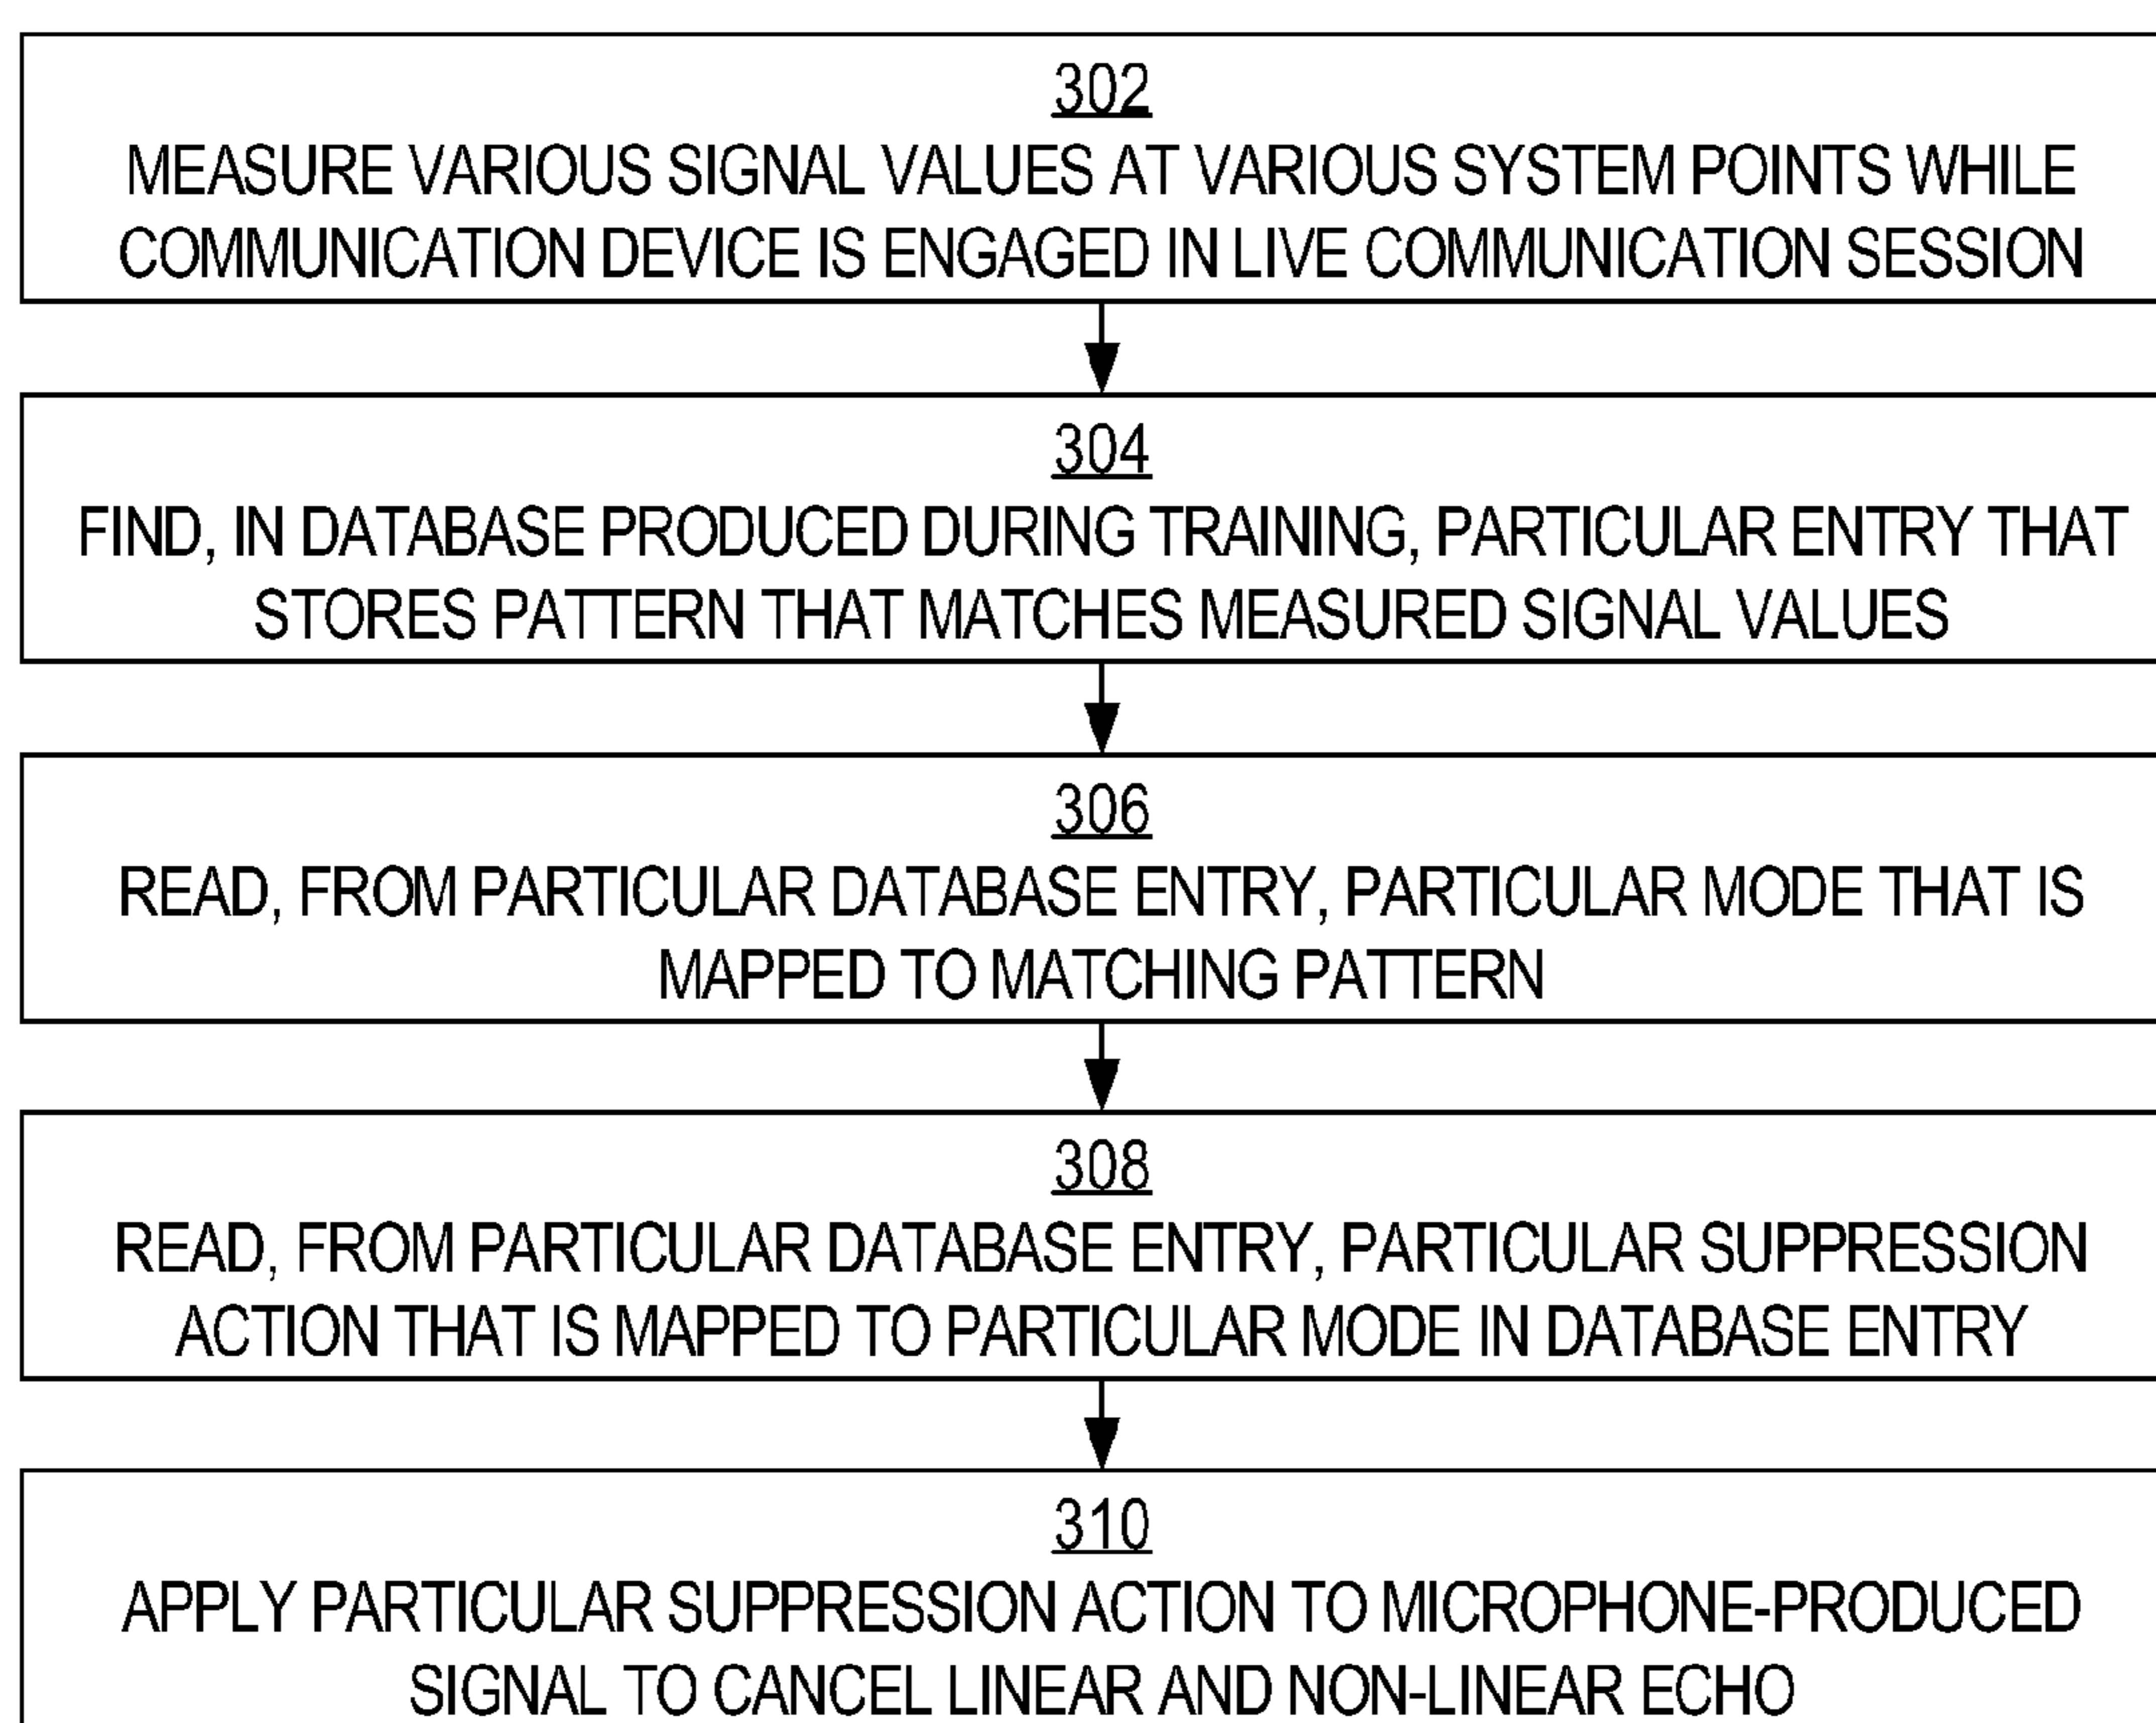 302
MEASURE VARIOUS SIGNAL VALUES AT VARIOUS SYSTEM POINTS WHILE
COMMUNICATION DEVICE IS ENGAGED IN LIVE COMMUNICATION SESSION
304
FIND, IN DATABASE PRODUCED DURING TRAINING, PARTICULAR ENTRY THAT
STORES PATTERN THAT MATCHES MEASURED SIGNAL VALUES
306
READ, FROM PARTICULAR DATABASE ENTRY, PARTICULAR MODE THAT IS
MAPPED TO MATCHING PATTERN
308
READ, FROM PARTICULAR DATABASE ENTRY, PARTICULAR SUPPRESSION
ACTION THAT IS MAPPED TO PARTICULAR MODE IN DATABASE ENTRY
310
APPLY PARTICULAR SUPPRESSION ACTION TO MICROPHONE-PRODUCED
SIGNAL TO CANCEL LINEAR AND NON-LINEAR ECHO